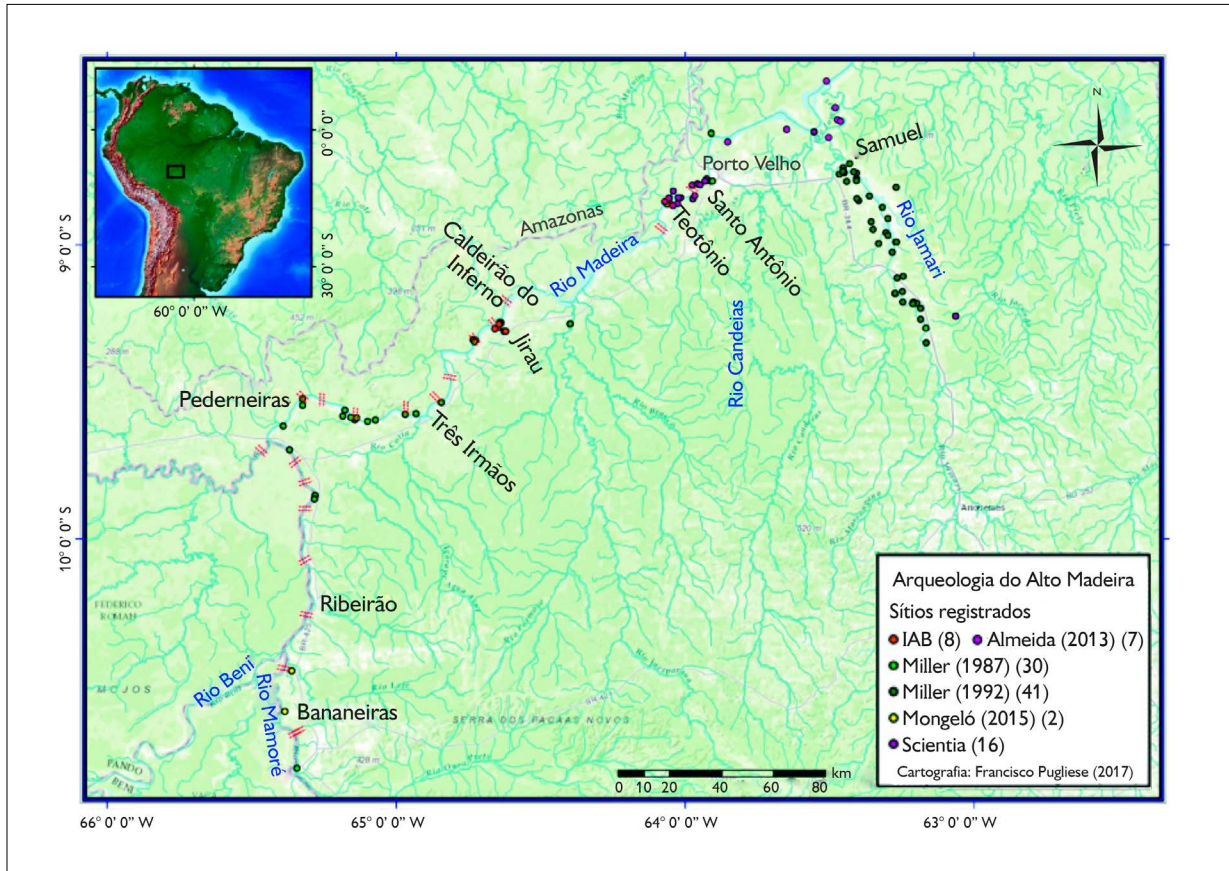 N
0° 0' 0" S
30° 0' 0" S
60° 0' 0" W
9° 0' 0" S
10° 0' 0" S
Samuel
Porto Velho
Santo Antônio
Teotônio
Amazonas
Rio Madeira
Rio Jamari
Rio Candeias
Caldeirão do
Inferno
Jirau
452 m
Pederneiras
Três Irmãos
Ribeirão
Rio Beni
Rio Mamoré
Bananeiras
MOJOS
FEDERICO
ROMAN
PANDO
BENI
SERRA DOS PACAAS NOVOS
428 m
520 m
Ariquemes
Arqueologia do Alto Madeira
Sítios registrados
IAB (8) Almeida (2013) (7)
Miller (1987) (30)
Miller (1992) (41)
Mongeló (2015) (2)
Scientia (16)
Cartografia: Francisco Pugliese (2017)
km
0 10 20 40 60 80
66° 0' 0" W 65° 0' 0" W 64° 0' 0" W 63° 0' 0" W